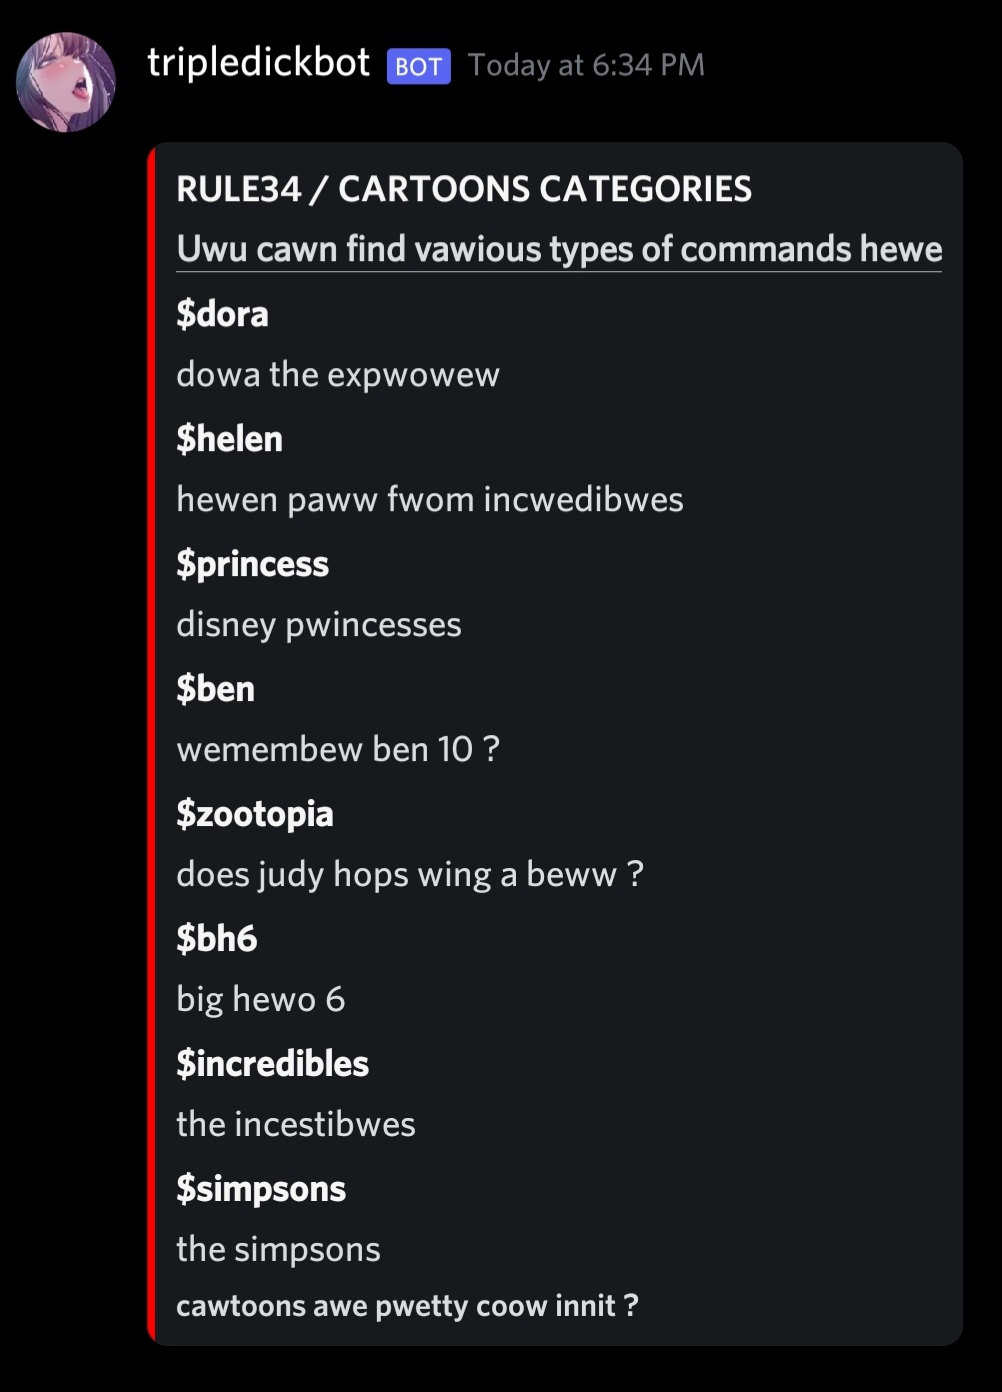 tripledickbot BOT Today at 6:34 PM
RULE34 / CARTOONS CATEGORIES
Uwu cawn find vawious types of commands hewe
$dora
dowa the expwowew
$helen
hewen paww fwom incwedibwes
$princess
disney pwincesses
$ben
wemembew ben 10 ?
$zootopia
does judy hops wing a beww ?
$bh6
big hewo 6
$incredibles
the incestibwes
$simpsons
the simpsons
cawtoons awe pwetty coow innit ?